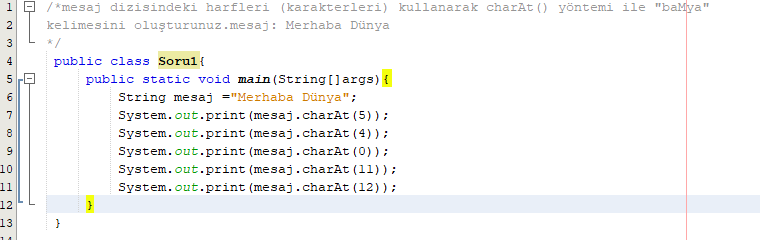 1 /*mesaj dizisindeki harfleri (karakterleri) kullanarak charAt() yöntemi ile "baMya"
2 kelimesini oluşturunuz.mesaj: Merhaba Dünya
3 */
4 public class Soru1{
5 public static void main(String[]args){
6 String mesaj ="Merhaba Dünya";
7 System.out.print(mesaj.charAt(5));
8 System.out.print(mesaj.charAt(4));
9 System.out.print(mesaj.charAt(0));
10 System.out.print(mesaj.charAt(11));
11 System.out.print(mesaj.charAt(12));
12 }
13 }